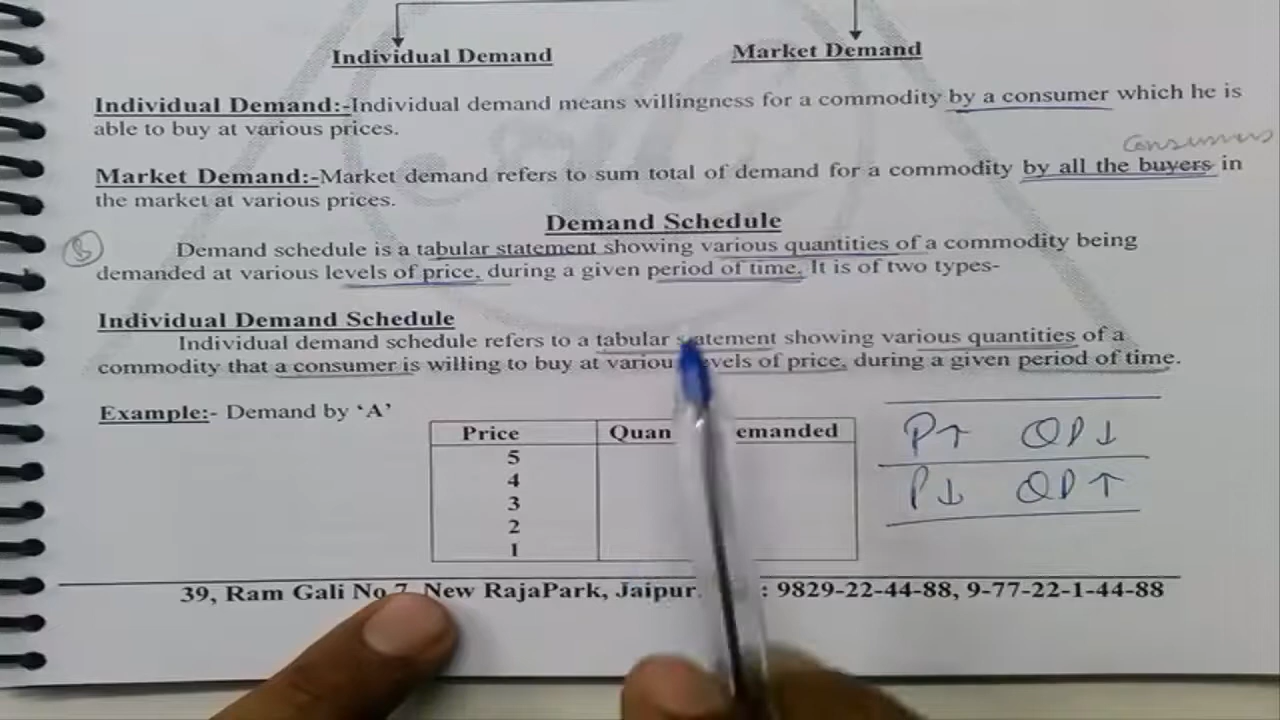 Individual Demand Market Demand
Individual Demand:-Individual demand means willingness for a commodity by a consumer which he is
able to buy at various prices.
Consumers
Market Demand:-Market demand refers to sum total of demand for a commodity by all the buyers in
the market at various prices.
Demand Schedule
Demand schedule is a tabular statement showing various quantities of a commodity being
demanded at various levels of price, during a given period of time. It is of two types-
Individual Demand Schedule
Individual demand schedule refers to a tabular statement showing various quantities of a
commodity that a consumer is willing to buy at various levels of price, during a given period of time.
Example:- Demand by ‘A’
Price Quan emanded
5
4
3
2
1
P↑ QD↓
P↓ QD↑
39, Ram Gali No 7, New RajaPark, Jaipur. : 9829-22-44-88, 9-77-22-1-44-88